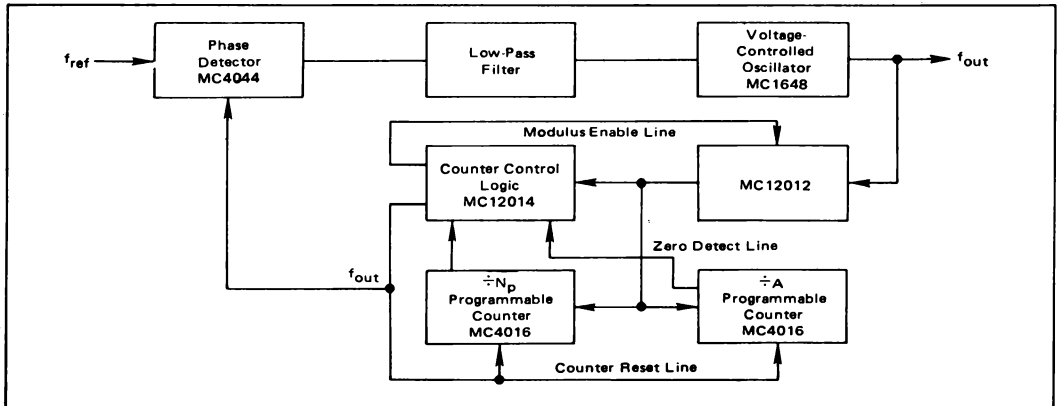 f_ref
Phase
Detector
MC4044
Low-Pass
Filter
Voltage-
Controlled
Oscillator
MC1648
f_out
Modulus Enable Line
Counter Control
Logic
MC12014
MC12012
Zero Detect Line
f_out
÷N_p
Programmable
Counter
MC4016
÷A
Programmable
Counter
MC4016
Counter Reset Line